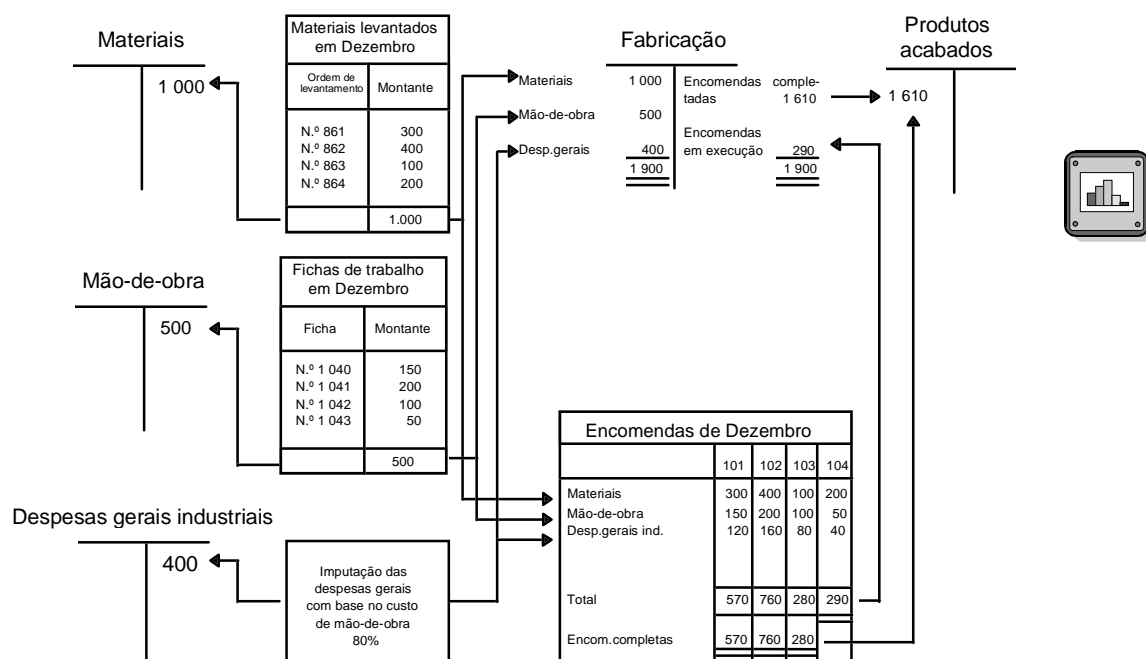 Materiais
1 000
Materiais levantados
em Dezembro
Ordem de
levantamento
Montante
N.º 861 300
N.º 862 400
N.º 863 100
N.º 864 200
1.000
Fabricação
Materiais 1 000
Mão-de-obra 500
Desp.gerais 400
1 900
Encomendas comple-
tadas 1 610
Encomendas
em execução 290
1 900
Produtos
acabados
1 610
Mão-de-obra
500
Fichas de trabalho
em Dezembro
Ficha Montante
N.º 1 040 150
N.º 1 041 200
N.º 1 042 100
N.º 1 043 50
500
Despesas gerais industriais
400
Imputação das
despesas gerais
com base no custo
de mão-de-obra
80%
Encomendas de Dezembro
101 102 103 104
Materiais 300 400 100 200
Mão-de-obra 150 200 100 50
Desp.gerais ind. 120 160 80 40
Total 570 760 280 290
Encom.completas 570 760 280